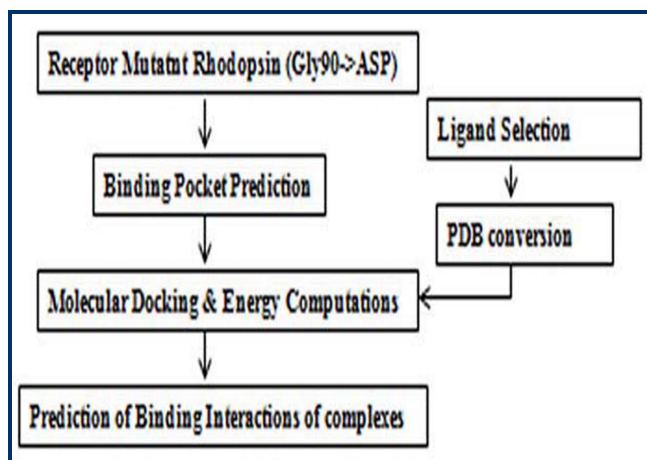 Receptor Mutatnt Rhodopsin (Gly90->ASP)
Ligand Selection
Binding Pocket Prediction
PDB conversion
Molecular Docking & Energy Computations
Prediction of Binding Interactions of complexes